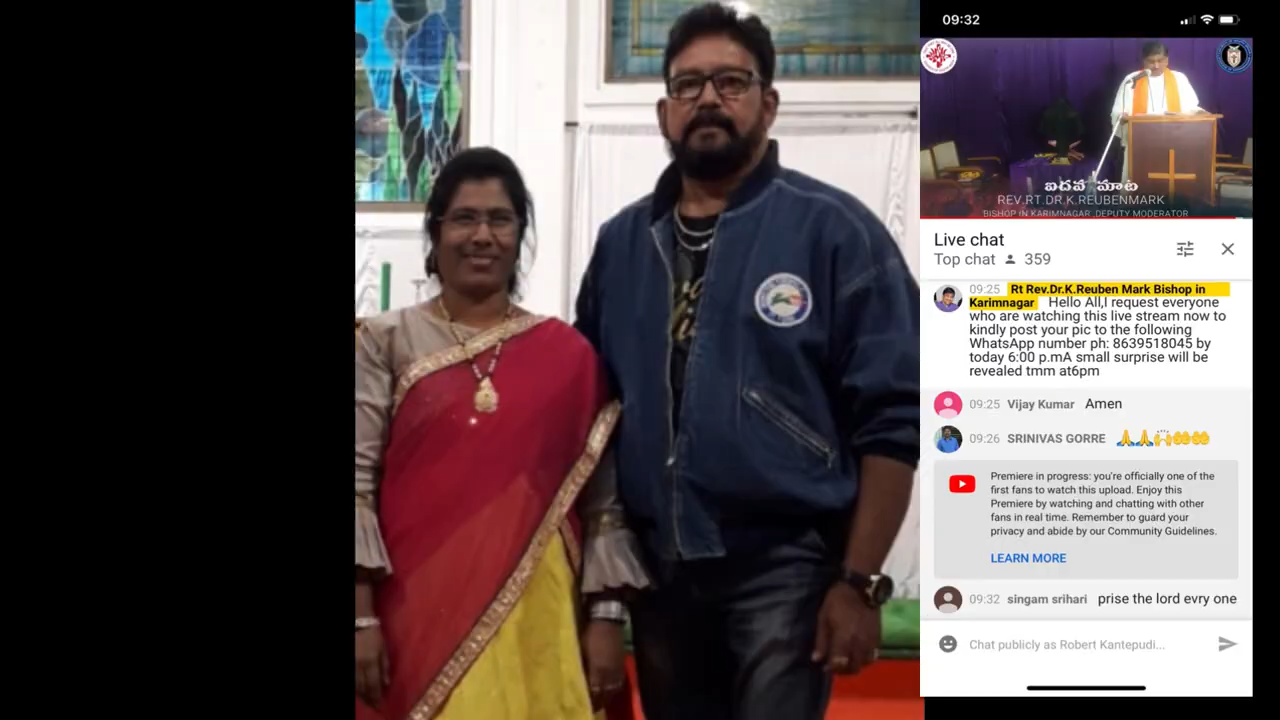 09:32
ఐదవ మాట
REV.RT.DR.K.REUBENMARK
BISHOP IN KARIMNAGAR ,DEPUTY MODERATOR
Live chat
Top chat 359
09:25 Rt Rev.Dr.K.Reuben Mark Bishop in
Karimnagar Hello All,I request everyone
who are watching this live stream now to
kindly post your pic to the following
WhatsApp number ph: 8639518045 by
today 6:00 p.mA small surprise will be
revealed tmm at6pm
09:25 Vijay Kumar Amen
09:26 SRINIVAS GORRE 🙏🙏🙌🤲🤲
Premiere in progress: you're officially one of the
first fans to watch this upload. Enjoy this
Premiere by watching and chatting with other
fans in real time. Remember to guard your
privacy and abide by our Community Guidelines.
LEARN MORE
09:32 singam srihari prise the lord evry one
Chat publicly as Robert Kantepudi...